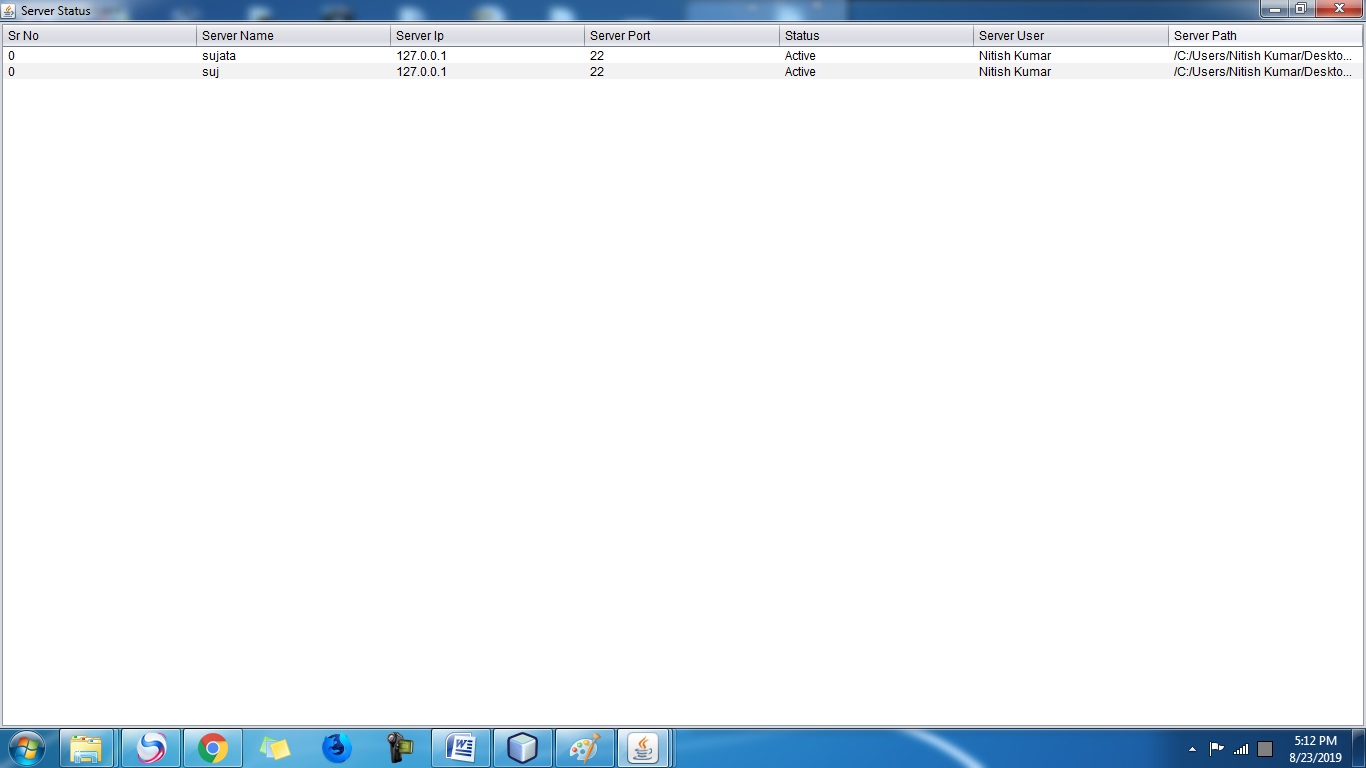 Server Status
Sr No Server Name Server Ip Server Port Status Server User Server Path
0 sujata 127.0.0.1 22 Active Nitish Kumar /C:/Users/Nitish Kumar/Deskto...
0 suj 127.0.0.1 22 Active Nitish Kumar /C:/Users/Nitish Kumar/Deskto...
5:12 PM
8/23/2019